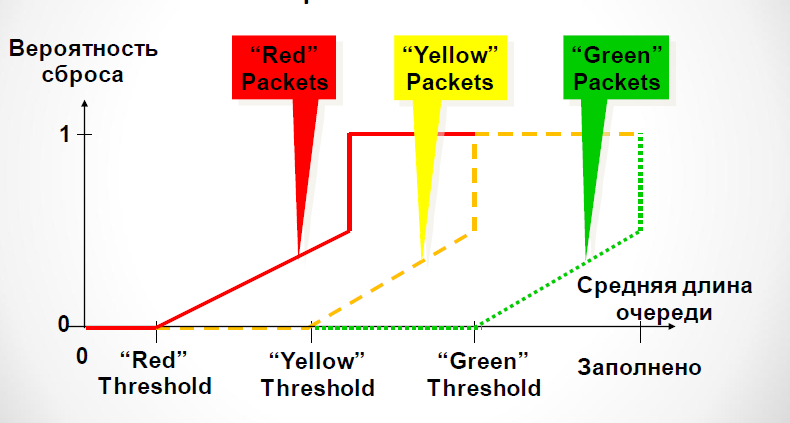 Вероятность
сброса
“Red”
Packets
“Yellow”
Packets
“Green”
Packets
1
Средняя длина
очереди
0
0
“Red”
Threshold
“Yellow”
Threshold
“Green”
Threshold
Заполнено